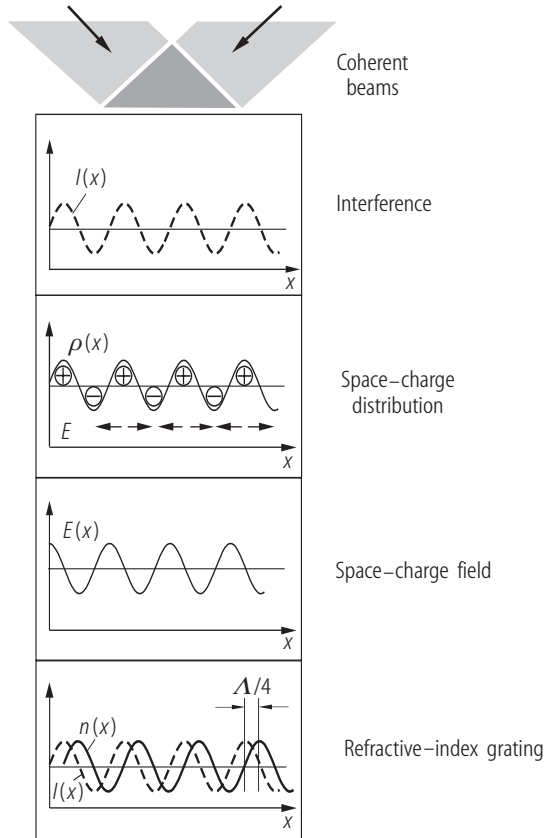 Coherent
beams
I(x)
Interference
x
ρ(x)
+ + + +
− − −
Space–charge
distribution
E
x
E(x)
Space–charge field
x
Λ/4
n(x)
Refractive–index grating
I(x)
x